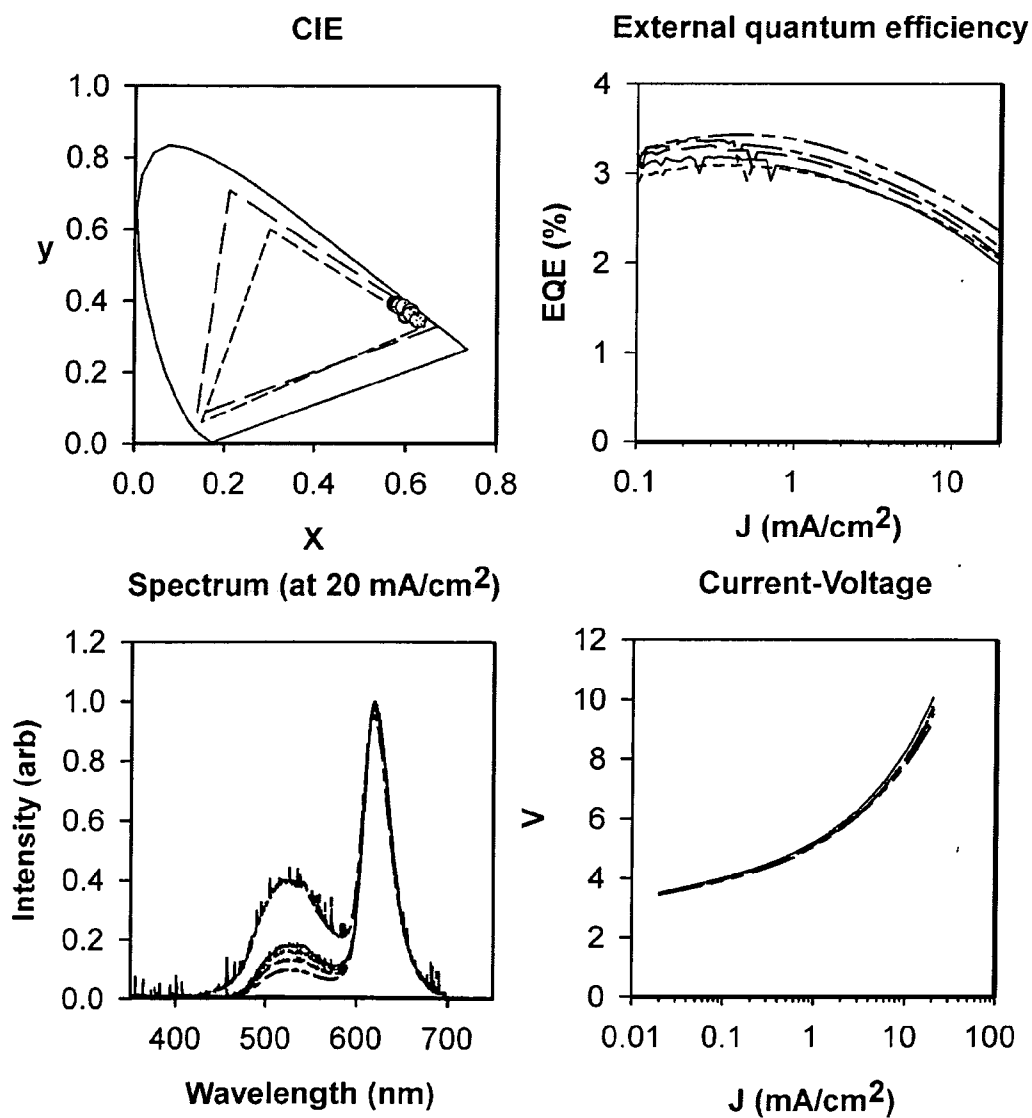 CIE
1.0
0.8
0.6
0.4
0.2
0.0
y
0.0 0.2 0.4 0.6 0.8
X
External quantum efficiency
4
3
2
1
0
EQE (%)
0.1 1 10
J (mA/cm2)
Spectrum (at 20 mA/cm2)
1.2
1.0
0.8
0.6
0.4
0.2
0.0
Intensity (arb)
400 500 600 700
Wavelength (nm)
Current-Voltage
12
10
8
6
4
2
0
V
0.01 0.1 1 10 100
J (mA/cm2)